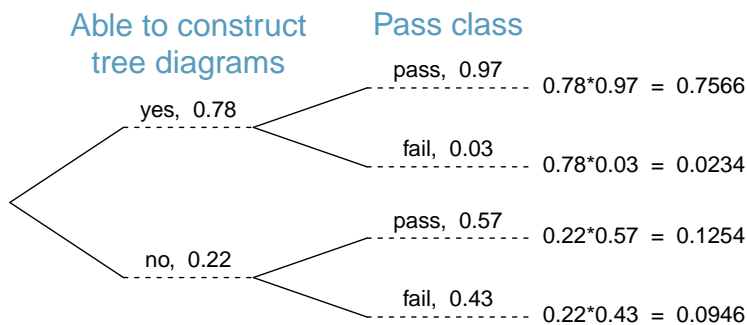 Able to construct
tree diagrams
Pass class
yes, 0.78
pass, 0.97
0.78*0.97 = 0.7566
fail, 0.03
0.78*0.03 = 0.0234
no, 0.22
pass, 0.57
0.22*0.57 = 0.1254
fail, 0.43
0.22*0.43 = 0.0946